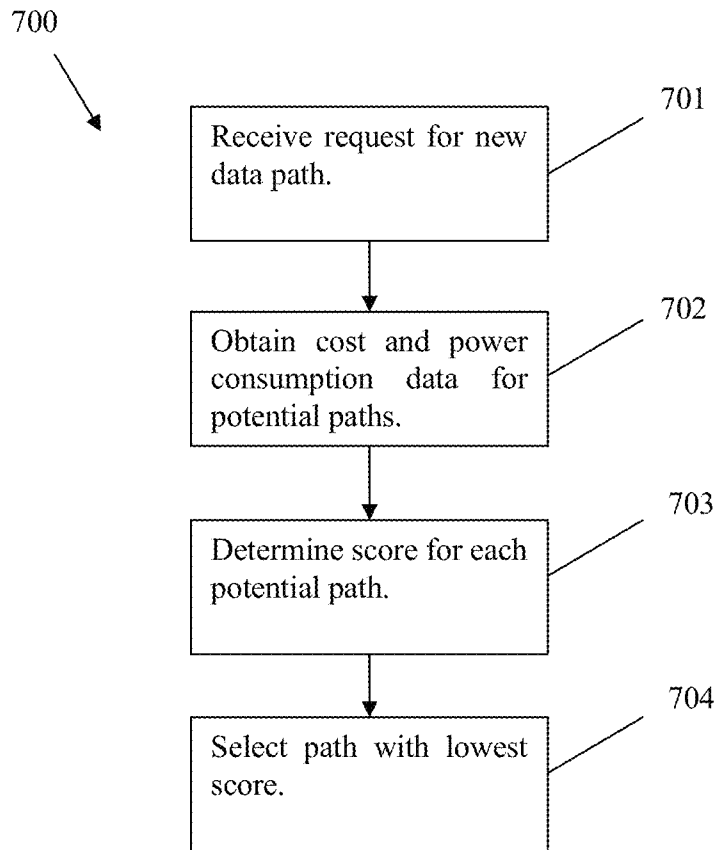 700
701
Receive request for new
data path.
702
Obtain cost and power
consumption data for
potential paths.
703
Determine score for each
potential path.
704
Select path with lowest
score.